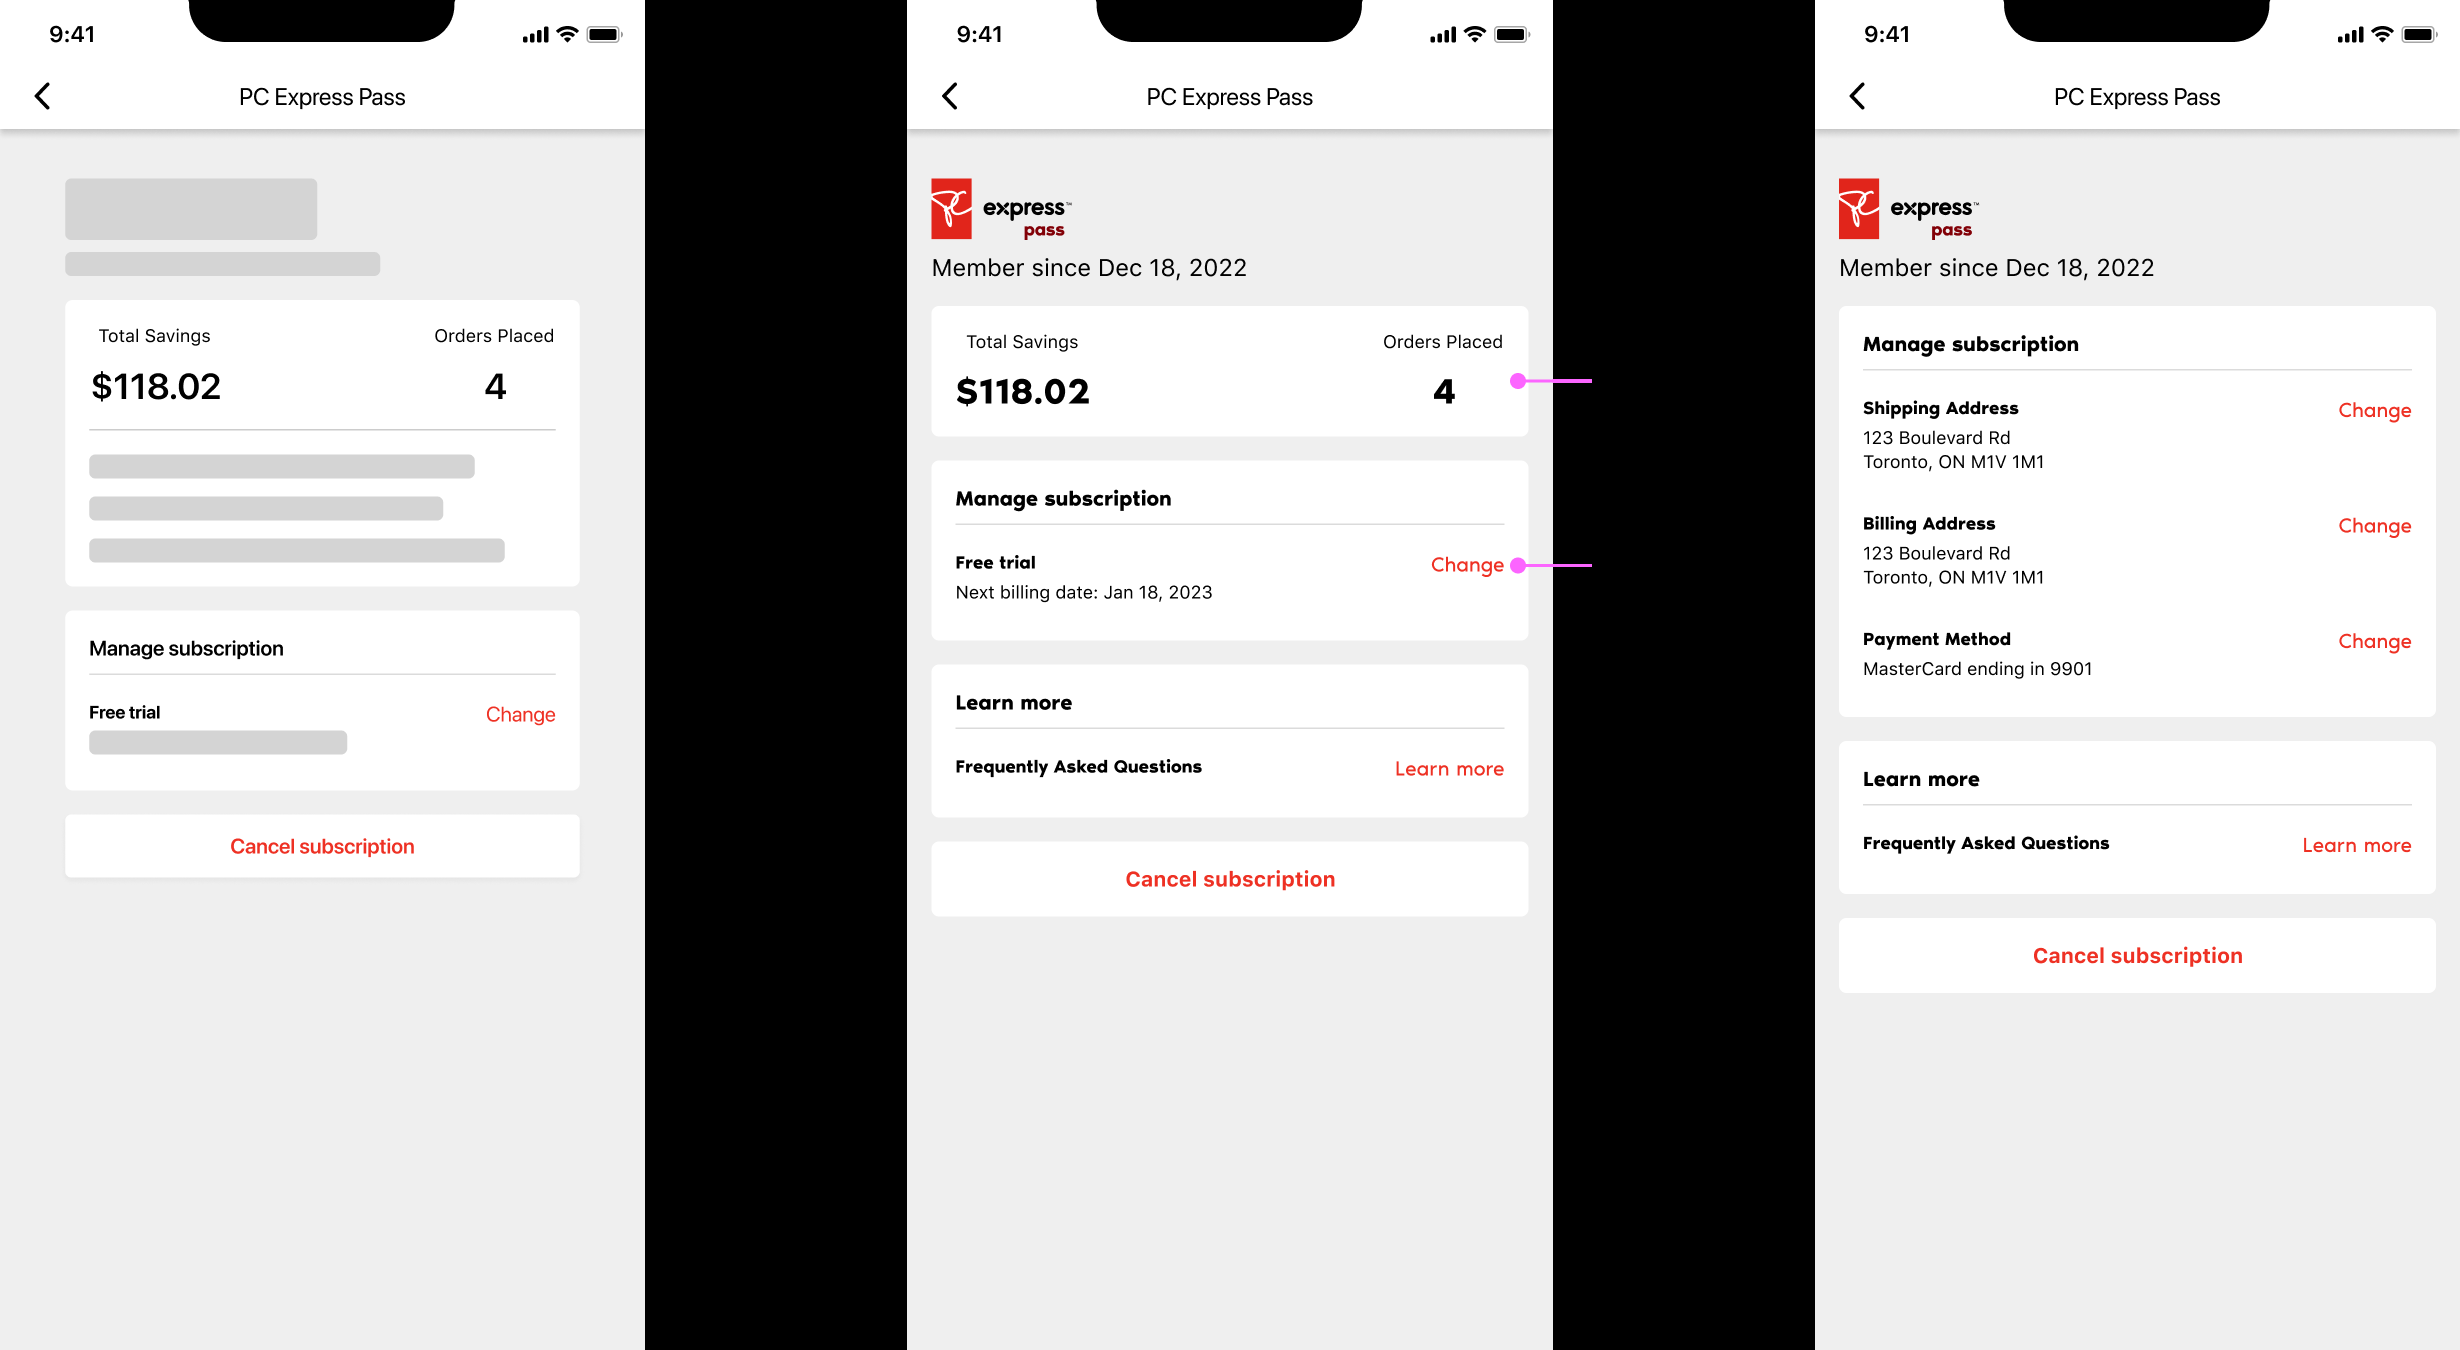 9:41
PC Express Pass
Total Savings
Orders Placed
$118.02
4
Manage subscription
Free trial
Change
Cancel subscription
9:41
PC Express Pass
PC
express™
pass
Member since Dec 18, 2022
Total Savings
Orders Placed
$118.02
4
Manage subscription
Free trial
Change
Next billing date: Jan 18, 2023
Learn more
Frequently Asked Questions
Learn more
Cancel subscription
9:41
PC Express Pass
PC
express™
pass
Member since Dec 18, 2022
Manage subscription
Shipping Address
Change
123 Boulevard Rd
Toronto, ON M1V 1M1
Billing Address
Change
123 Boulevard Rd
Toronto, ON M1V 1M1
Payment Method
Change
MasterCard ending in 9901
Learn more
Frequently Asked Questions
Learn more
Cancel subscription